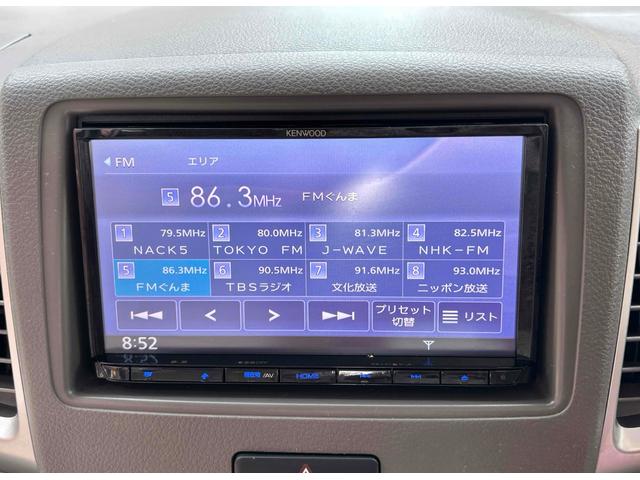 KENWOOD
FM エリア
5 86.3MHz FMぐんま
1 79.5MHz 2 80.0MHz 3 81.3MHz 4 82.5MHz
NACK5 TOKYO FM J-WAVE NHK-FM
5 86.3MHz 6 90.5MHz 7 91.6MHz 8 93.0MHz
FMぐんま TBSラジオ 文化放送 ニッポン放送
プリセット
切替 リスト
8:52
現在地/AV HOME